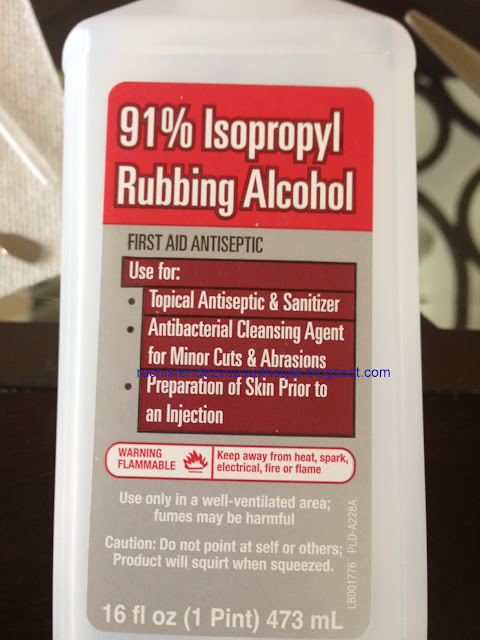 91% Isopropyl
Rubbing Alcohol
FIRST AID ANTISEPTIC
Use for:
• Topical Antiseptic & Sanitizer
• Antibacterial Cleansing Agent
for Minor Cuts & Abrasions
• Preparation of Skin Prior to
an Injection
WARNING
FLAMMABLE
Keep away from heat, spark,
electrical, fire or flame
Use only in a well-ventilated area;
fumes may be harmful
Caution: Do not point at self or others;
Product will squirt when squeezed.
16 fl oz (1 Pint) 473 mL
LB001776 PLD-A228A